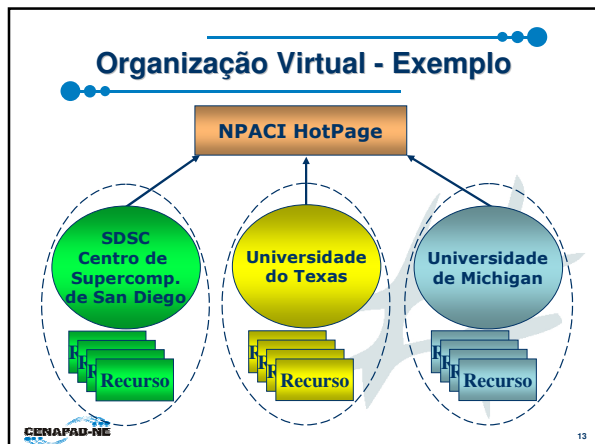 Organização Virtual - Exemplo
NPACI HotPage
SDSC
Centro de
Supercomp.
de San Diego
Universidade
do Texas
Universidade
de Michigan
R
R
R
Recurso
R
R
R
Recurso
R
R
R
Recurso
CENAPAD-NE
13